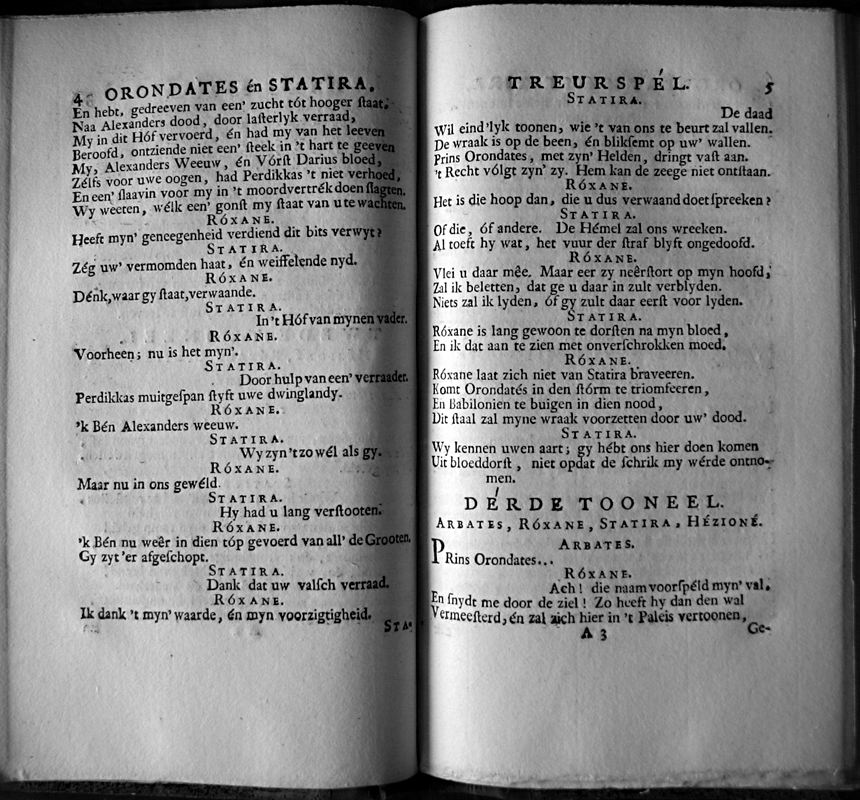 4 ORONDATES én STATIRA.
En hebt, gedreeven van een' zucht tót hooger ſtaat,
Naa Alexanders dood, door laſterlyk verraad,
My in dit Hóf vervoerd, én had my van het leeven
Beroofd, ontziende niet een' ſteek in 't hart te geeven
My, Alexanders Weeuw, én Vórſt Darius bloed,
Zélfs voor uwe oogen, had Perdikkas 't niet verhoed,
En een' ſlaavin voor my in 't moordvertrék doen ſlagten.
Wy weeten, wélk een' gonſt my ſtaat van u te wachten.
RÓXANE.
Heeft myn' geneegenheid verdiend dit bits verwyt?
STATIRA.
Zég uw' vermomden haat, én weiffelende nyd.
RÓXANE.
Dénk, waar gy ſtaat, verwaande.
STATIRA.
In 't Hóf van mynen vader.
RÓXANE.
Voorheen; nu is het myn'.
STATIRA.
Door hulp van een' verraader.
Perdikkas muitgeſpan ſtyft uwe dwinglandy.
RÓXANE.
'k Bén Alexanders weeuw.
STATIRA.
Wy zyn 't zo wél als gy.
RÓXANE.
Maar nu in ons gewéld.
STATIRA.
Hy had u lang verſtooten.
RÓXANE.
'k Bén nu weêr in dien tóp gevoerd van all' de Grooten.
Gy zyt 'er afgeſchopt.
STATIRA.
Dank dat uw' valſch verraad.
RÓXANE.
Ik dank 't myn' waarde, én myn voorzigtigheid.
STA-
TREURSPÉL. 5
STATIRA.
De daad
Wil eind'lyk toonen, wie 't van ons te beurt zal vallen.
De wraak is op de been, én blikſemt op uw' wallen.
Prins Orondates, met zyn' Helden, dringt vaſt aan.
't Recht vólgt zyn' zy. Hem kan de zeege niet ontſtaan.
RÓXANE.
Het is die hoop dan, die u dus verwaand doet ſpreeken?
STATIRA.
Of die, óf andere. De Hémel zal ons wreeken.
Al toeft hy wat, het vuur der ſtraf blyft ongedoofd.
RÓXANE.
Vlei u daar mêe. Maar eer zy neêrſtort op myn hoofd,
Zal ik beletten, dat ge u daar in zult verblyden.
Niets zal ik lyden, óf gy zult daar eerſt voor lyden.
STATIRA.
Róxane is lang gewoon te dorſten na myn bloed,
En ik dat aan te zien met onverſchrokken moed.
RÓXANE.
Róxane laat zich niet van Statira braveeren.
Komt Orondatés in den ſtórm te triomfeeren,
En Babilonien te buigen in dien nood,
Dit ſtaal zal myne wraak voorzetten door uw' dood.
STATIRA.
Wy kennen uwen aart; gy hébt ons hier doen komen
Uit bloeddorſt, niet opdat de ſchrik my wérde ontno-
men.
DÉRDE TOONEEL.
ARBATES, RÓXANE, STATIRA, HÉZIONÉ.
ARBATES.
PRins Orondates...
RÓXANE.
Ach! die naam voorſpéld myn' val,
En ſnydt me door de ziel! Zo heeft hy dan den wal
Vermeeſterd, én zal zich hier in 't Paleis vertoonen,
A 3 Ge-